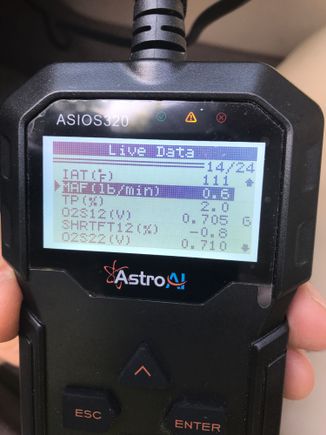 ASIOS320
Live Data
14/24
IAT(°F) 111
MAF(lb/min) 0.6
TP(%) 2.0
O2S12(V) 0.705 G
SHRTFT12(%) -0.8
O2S22(V) 0.710
AstroAI
ESC
ENTER